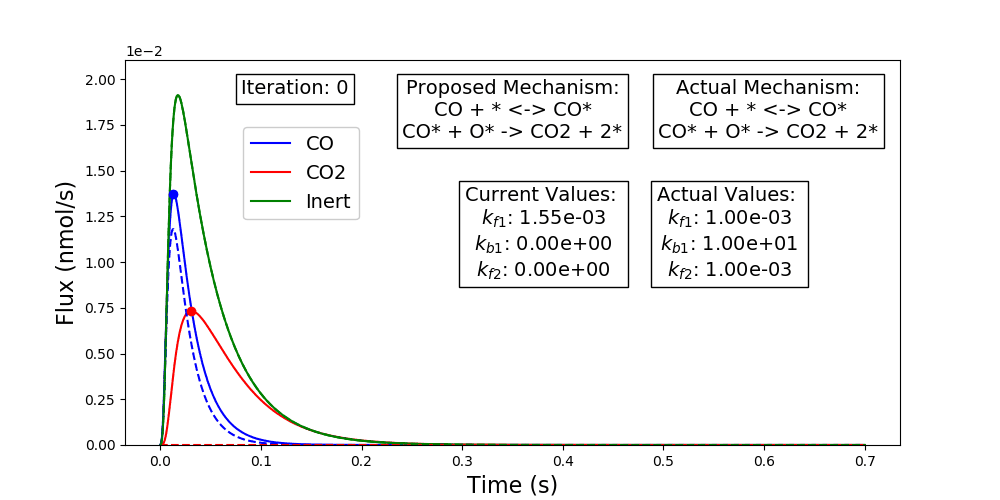 1e−2
Iteration: 0
Proposed Mechanism:
CO + * <-> CO*
CO* + O* -> CO2 + 2*
Actual Mechanism:
CO + * <-> CO*
CO* + O* -> CO2 + 2*
CO
CO2
Inert
Current Values:
kf1: 1.55e-03
kb1: 0.00e+00
kf2: 0.00e+00
Actual Values:
kf1: 1.00e-03
kb1: 1.00e+01
kf2: 1.00e-03
Flux (nmol/s)
2.00
1.75
1.50
1.25
1.00
0.75
0.50
0.25
0.00
0.0 0.1 0.2 0.3 0.4 0.5 0.6 0.7
Time (s)